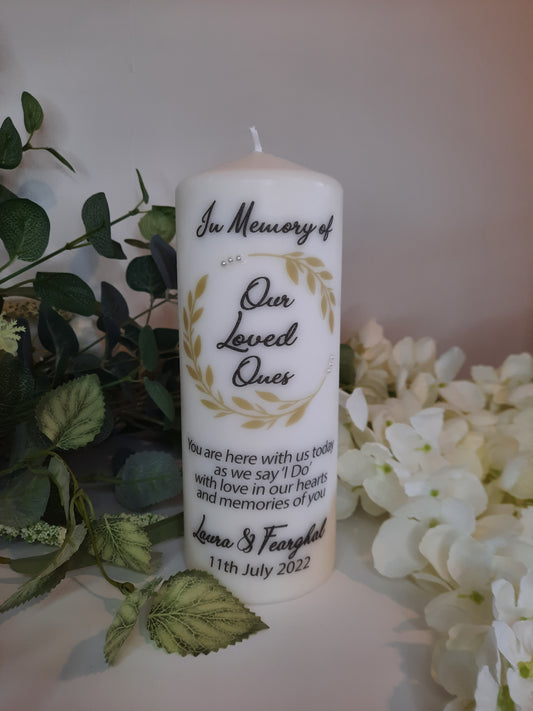 In Memory of
Our
Loved
Ones
You are here with us today
as we say 'I Do'
with love in our hearts
and memories of you
Laura & Fearghal
11th July 2022